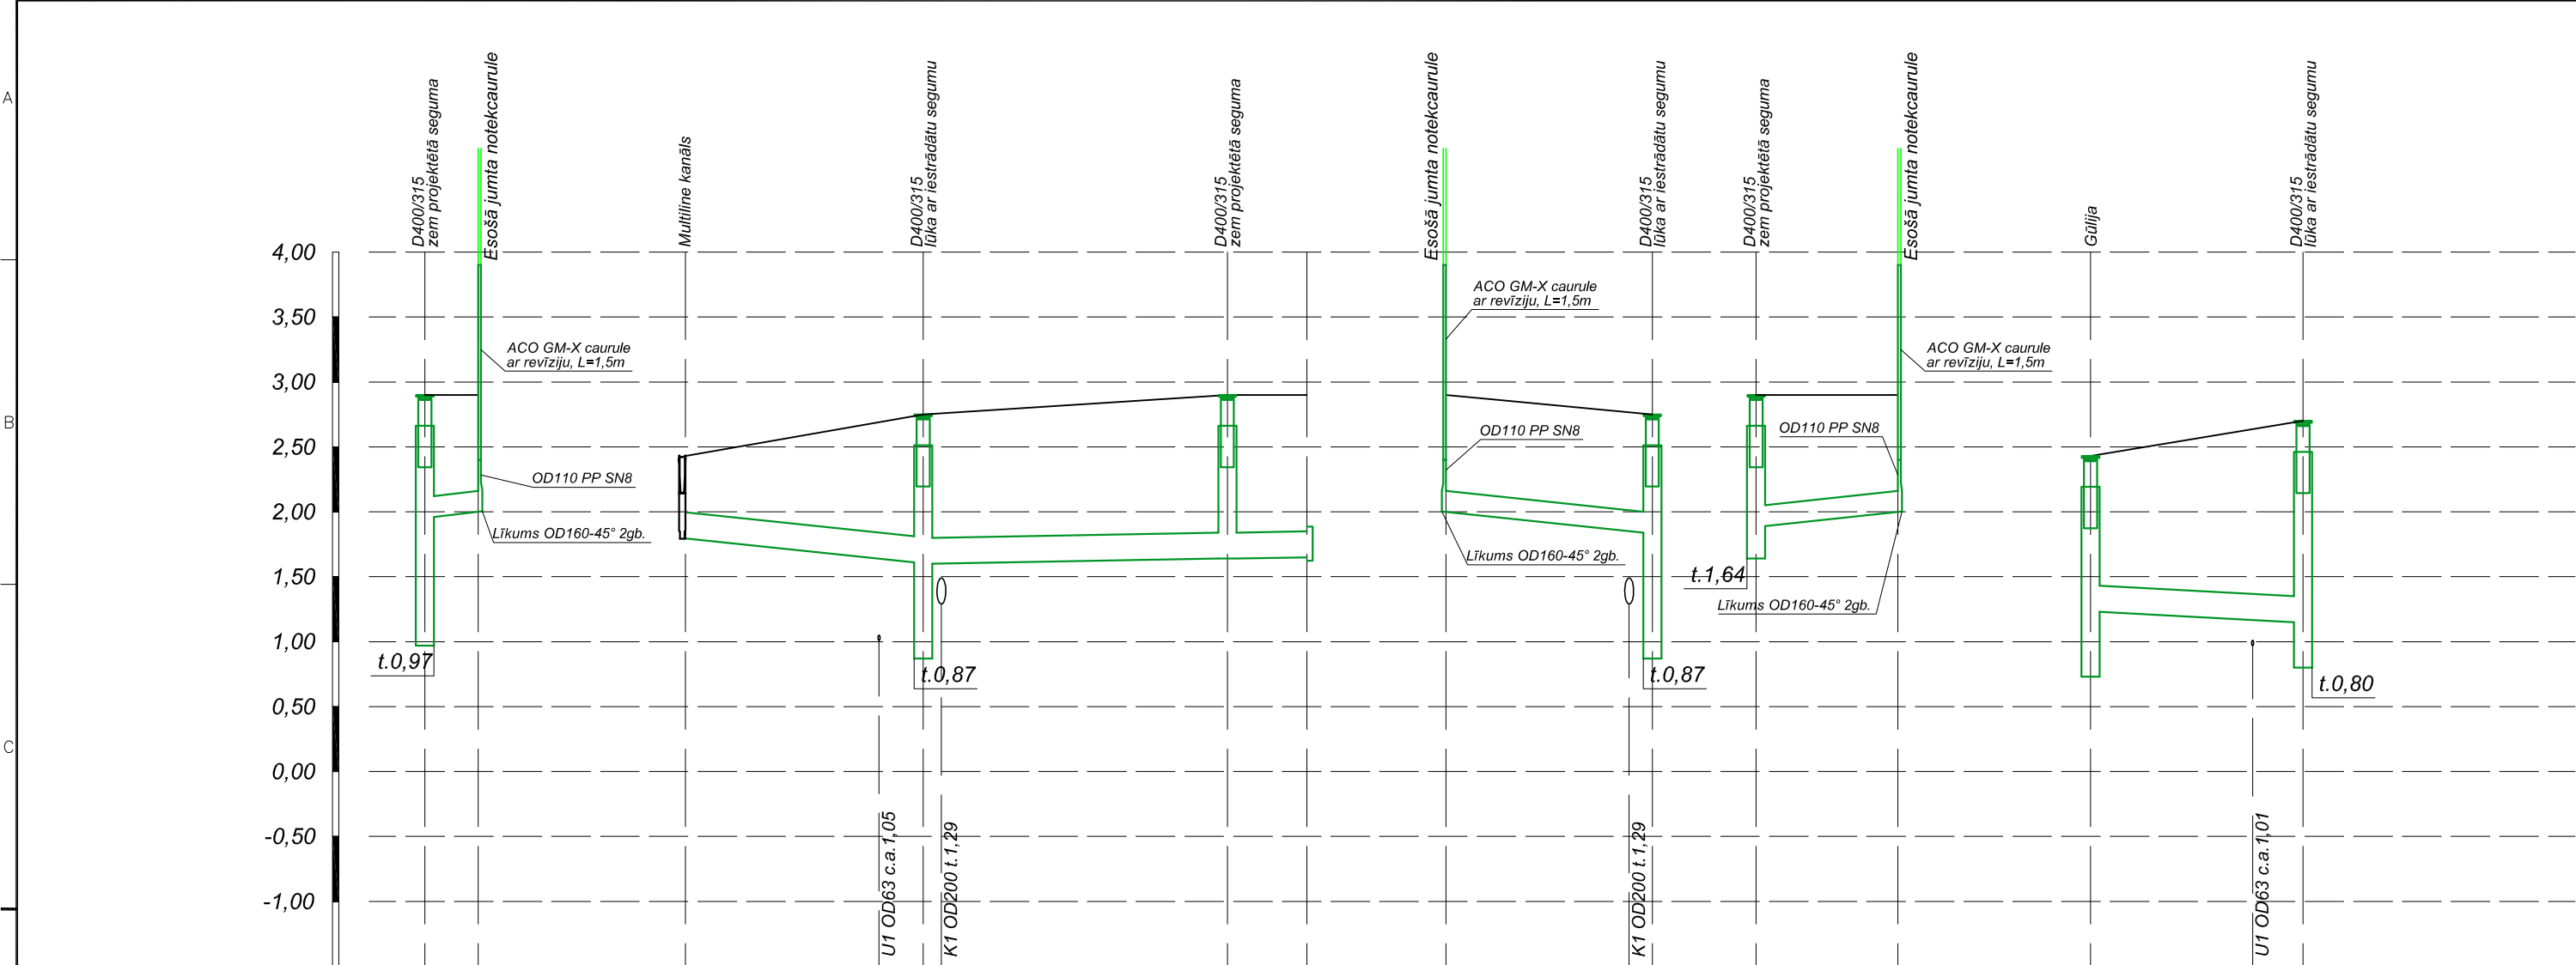 A
B
C
D400/315
zem projektētā seguma
Esošā jumta notekcaurule
Multiline kanāls
D400/315
lūka ar iestrādātu segumu
D400/315
zem projektētā seguma
Esošā jumta notekcaurule
D400/315
lūka ar iestrādātu segumu
D400/315
zem projektētā seguma
Esošā jumta notekcaurule
Gūlija
D400/315
lūka ar iestrādātu segumu
4,00
3,50
3,00
2,50
2,00
1,50
1,00
0,50
0,00
-0,50
-1,00
ACO GM-X caurule
ar revīziju, L=1,5m
OD110 PP SN8
Līkums OD160-45° 2gb.
t.0,97
t.0,87
U1 OD63 c.a.1,05
K1 OD200 t.1,29
ACO GM-X caurule
ar revīziju, L=1,5m
OD110 PP SN8
Līkums OD160-45° 2gb.
t.0,87
K1 OD200 t.1,29
t.1,64
ACO GM-X caurule
ar revīziju, L=1,5m
OD110 PP SN8
Līkums OD160-45° 2gb.
t.0,80
U1 OD63 c.a.1,01